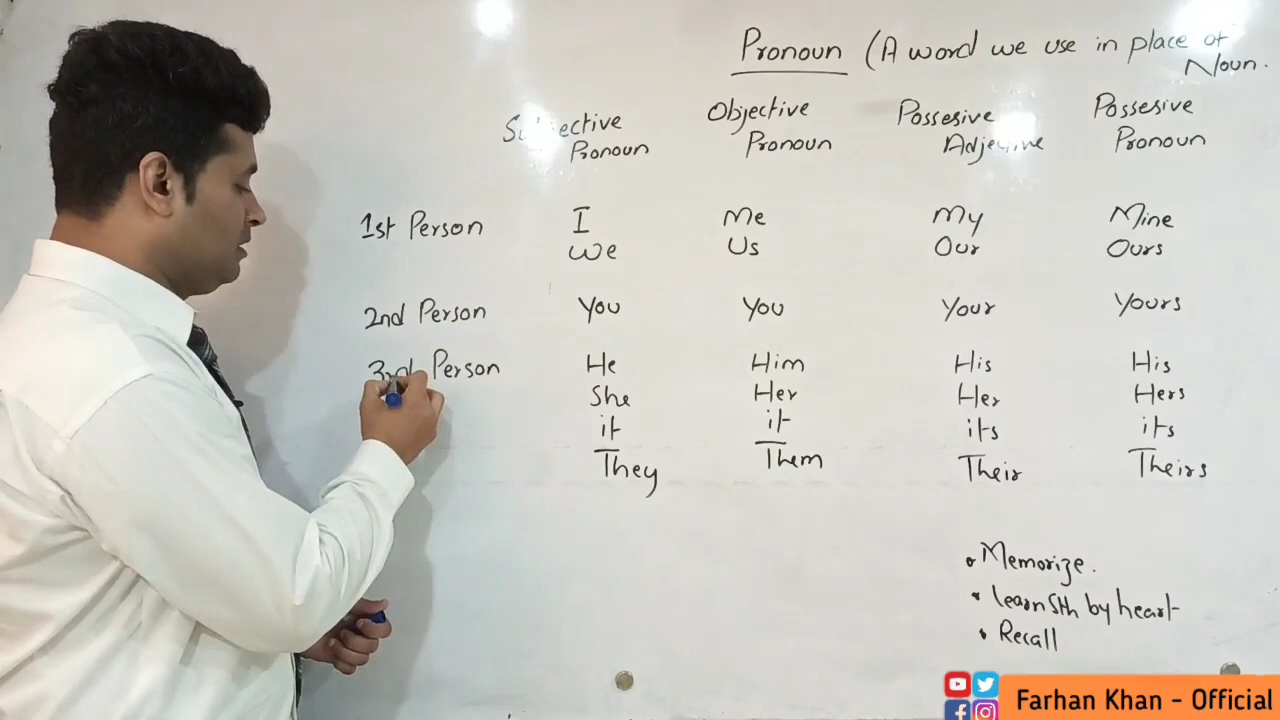 Pronoun (A word we use in place of
Noun.
Subjective Objective Possesive Possesive
Pronoun Pronoun Adjective Pronoun
1st Person I Me My Mine
We Us Our Ours
2nd Person You You Your Yours
3rd Person He Him His His
She Her Her Hers
it it its its
They Them Their Theirs
• Memorize.
• learn Sth by heart
• Recall
Farhan Khan - Official